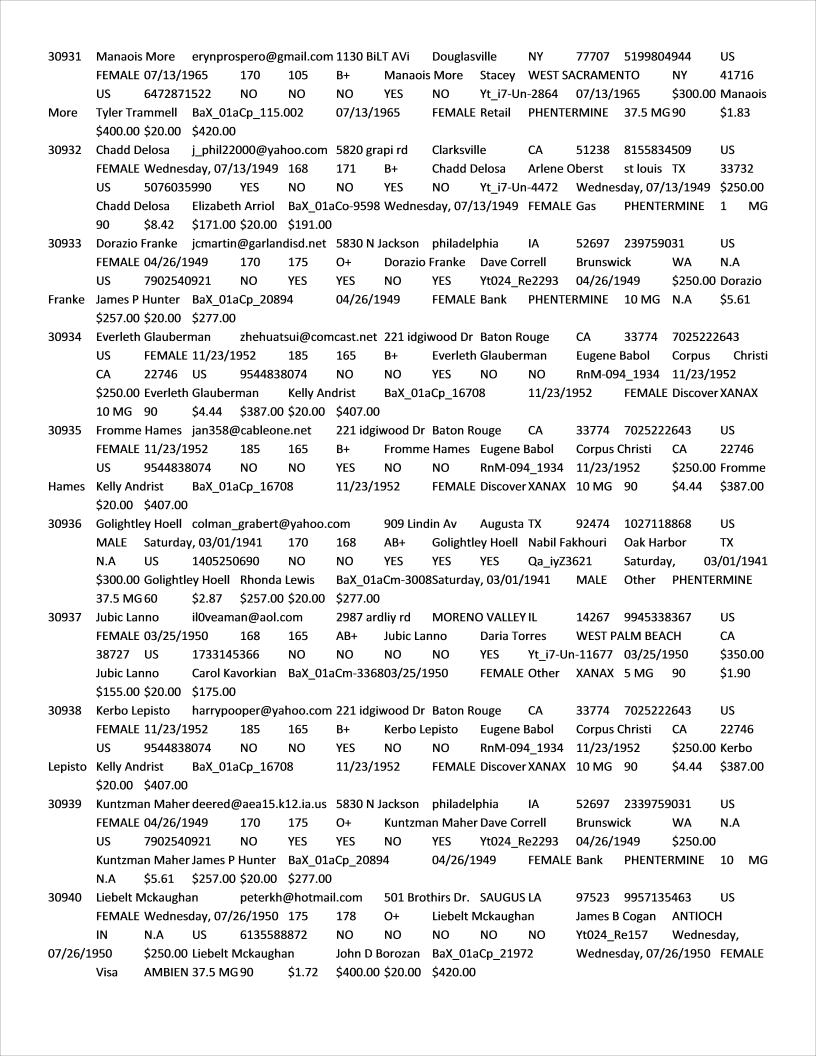 30931 Manaois More erynprospero@gmail.com 1130 BiLT AVi Douglasville NY 77707 5199804944 US
FEMALE 07/13/1965 170 105 B+ Manaois More Stacey WEST SACRAMENTO NY 41716
US 6472871522 NO NO NO YES NO Yt_i7-Un-2864 07/13/1965 $300.00 Manaois
More Tyler Trammell BaX_01aCp_115.002 07/13/1965 FEMALE Retail PHENTERMINE 37.5 MG 90 $1.83
$400.00 $20.00 $420.00
30932 Chadd Delosa j_phil22000@yahoo.com 5820 grapi rd Clarksville CA 51238 8155834509 US
FEMALE Wednesday, 07/13/1949 168 171 B+ Chadd Delosa Arlene Oberst st louis TX 33732
US 5076035990 YES NO NO YES NO Yt_i7-Un-4472 Wednesday, 07/13/1949 $250.00
Chadd Delosa Elizabeth Arriol BaX_01aCo-9598 Wednesday, 07/13/1949 FEMALE Gas PHENTERMINE 1 MG
90 $8.42 $171.00 $20.00 $191.00
30933 Dorazio Franke jcmartin@garlandisd.net 5830 N Jackson philadelphia IA 52697 239759031 US
FEMALE 04/26/1949 170 175 O+ Dorazio Franke Dave Correll Brunswick WA N.A
US 7902540921 NO YES YES NO YES Yt024_Re2293 04/26/1949 $250.00 Dorazio
Franke James P Hunter BaX_01aCp_20894 04/26/1949 FEMALE Bank PHENTERMINE 10 MG N.A $5.61
$257.00 $20.00 $277.00
30934 Everleth Glauberman zhehuatsui@comcast.net 221 idgiwood Dr Baton Rouge CA 33774 7025222643
US FEMALE 11/23/1952 185 165 B+ Everleth Glauberman Eugene Babol Corpus Christi
CA 22746 US 9544838074 NO NO YES NO NO RnM-094_1934 11/23/1952
$250.00 Everleth Glauberman Kelly Andrist BaX_01aCp_16708 11/23/1952 FEMALE Discover XANAX
10 MG 90 $4.44 $387.00 $20.00 $407.00
30935 Fromme Hames jan358@cableone.net 221 idgiwood Dr Baton Rouge CA 33774 7025222643 US
FEMALE 11/23/1952 185 165 B+ Fromme Hames Eugene Babol Corpus Christi CA 22746
US 9544838074 NO NO YES NO NO RnM-094_1934 11/23/1952 $250.00 Fromme
Hames Kelly Andrist BaX_01aCp_16708 11/23/1952 FEMALE Discover XANAX 10 MG 90 $4.44 $387.00
$20.00 $407.00
30936 Golightley Hoell colman_grabert@yahoo.com 909 Lindin Av Augusta TX 92474 1027118868 US
MALE Saturday, 03/01/1941 170 168 AB+ Golightley Hoell Nabil Fakhouri Oak Harbor TX
N.A US 1405250690 NO NO YES YES YES Qa_iyZ3621 Saturday, 03/01/1941
$300.00 Golightley Hoell Rhonda Lewis BaX_01aCm-3008Saturday, 03/01/1941 MALE Other PHENTERMINE
37.5 MG 60 $2.87 $257.00 $20.00 $277.00
30937 Jubic Lanno il0veaman@aol.com 2987 ardliy rd MORENO VALLEY IL 14267 9945338367 US
FEMALE 03/25/1950 168 165 AB+ Jubic Lanno Daria Torres WEST PALM BEACH CA
38727 US 1733145366 NO NO NO NO YES Yt_i7-Un-11677 03/25/1950 $350.00
Jubic Lanno Carol Kavorkian BaX_01aCm-336803/25/1950 FEMALE Other XANAX 5 MG 90 $1.90
$155.00 $20.00 $175.00
30938 Kerbo Lepisto harrypooper@yahoo.com 221 idgiwood Dr Baton Rouge CA 33774 7025222643 US
FEMALE 11/23/1952 185 165 B+ Kerbo Lepisto Eugene Babol Corpus Christi CA 22746
US 9544838074 NO NO YES NO NO RnM-094_1934 11/23/1952 $250.00 Kerbo
Lepisto Kelly Andrist BaX_01aCp_16708 11/23/1952 FEMALE Discover XANAX 10 MG 90 $4.44 $387.00
$20.00 $407.00
30939 Kuntzman Maher deered@aea15.k12.ia.us 5830 N Jackson philadelphia IA 52697 2339759031 US
FEMALE 04/26/1949 170 175 O+ Kuntzman Maher Dave Correll Brunswick WA N.A
US 7902540921 NO YES YES NO YES Yt024_Re2293 04/26/1949 $250.00
Kuntzman Maher James P Hunter BaX_01aCp_20894 04/26/1949 FEMALE Bank PHENTERMINE 10 MG
N.A $5.61 $257.00 $20.00 $277.00
30940 Liebelt Mckaughan peterkh@hotmail.com 501 Brothirs Dr. SAUGUS LA 97523 9957135463 US
FEMALE Wednesday, 07/26/1950 175 178 O+ Liebelt Mckaughan James B Cogan ANTIOCH
IN N.A US 6135588872 NO NO NO NO NO Yt024_Re157 Wednesday,
07/26/1950 $250.00 Liebelt Mckaughan John D Borozan BaX_01aCp_21972 Wednesday, 07/26/1950 FEMALE
Visa AMBIEN 37.5 MG 90 $1.72 $400.00 $20.00 $420.00